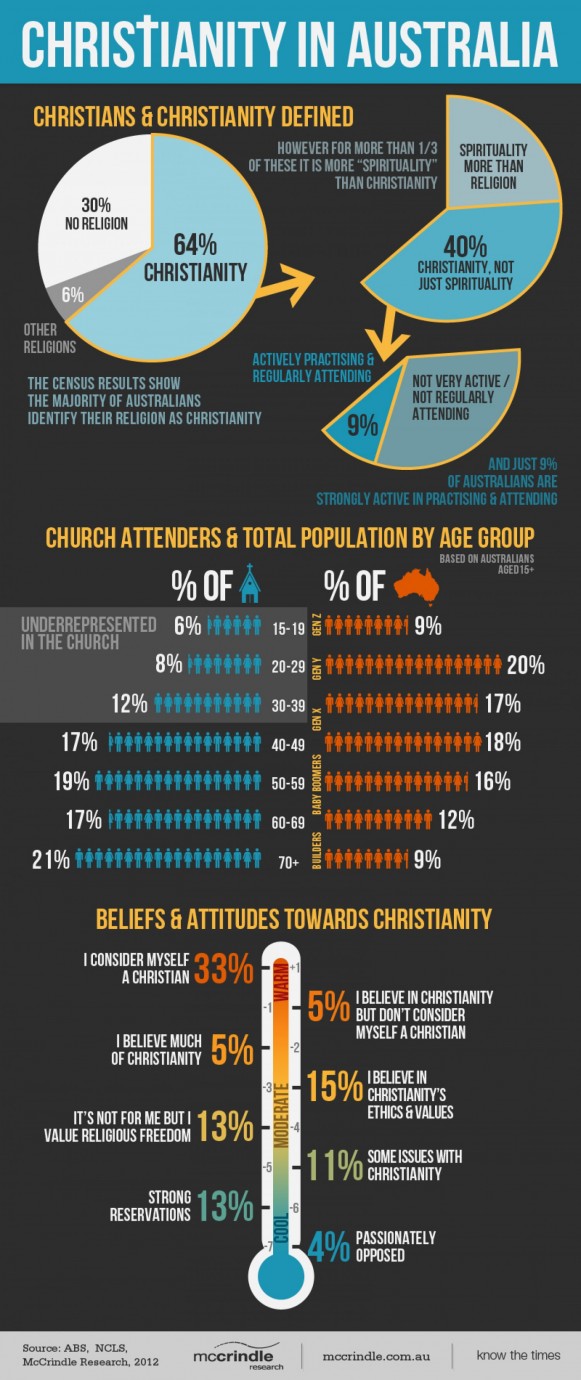 CHRISTIANITY IN AUSTRALIA
CHRISTIANS & CHRISTIANITY DEFINED
30%
NO RELIGION
64%
CHRISTIANITY
6%
OTHER
RELIGIONS
THE CENSUS RESULTS SHOW
THE MAJORITY OF AUSTRALIANS
IDENTIFY THEIR RELIGION AS CHRISTIANITY
HOWEVER FOR MORE THAN 1/3
OF THESE IT IS MORE “SPIRITUALITY”
THAN CHRISTIANITY
SPIRITUALITY
MORE THAN
RELIGION
40%
CHRISTIANITY, NOT
JUST SPIRITUALITY
ACTIVELY PRACTISING &
REGULARLY ATTENDING
9%
NOT VERY ACTIVE /
NOT REGULARLY
ATTENDING
AND JUST 9%
OF AUSTRALIANS ARE
STRONGLY ACTIVE IN PRACTISING & ATTENDING
CHURCH ATTENDERS & TOTAL POPULATION BY AGE GROUP
BASED ON AUSTRALIANS
AGED 15+
% OF
% OF
UNDERREPRESENTED
IN THE CHURCH
6% 15-19 GEN Z 9%
8% 20-29 GEN Y 20%
12% 30-39 17%
GEN X
17% 40-49 18%
19% 50-59 16%
BABY BOOMERS
17% 60-69 12%
21% 70+ BUILDERS 9%
BELIEFS & ATTITUDES TOWARDS CHRISTIANITY
I CONSIDER MYSELF
A CHRISTIAN
33%
+1
WARM
-1
5%
I BELIEVE IN CHRISTIANITY
BUT DON'T CONSIDER
MYSELF A CHRISTIAN
I BELIEVE MUCH
OF CHRISTIANITY
5%
-2
-3
15%
I BELIEVE IN
CHRISTIANITY'S
ETHICS & VALUES
MODERATE
IT'S NOT FOR ME BUT I
VALUE RELIGIOUS FREEDOM
13%
-4
-5
11%
SOME ISSUES WITH
CHRISTIANITY
STRONG
RESERVATIONS
13%
-6
COOL
-7
4%
PASSIONATELY
OPPOSED
Source: ABS, NCLS,
McCrindle Research, 2012
mccrindle
research
mccrindle.com.au
know the times